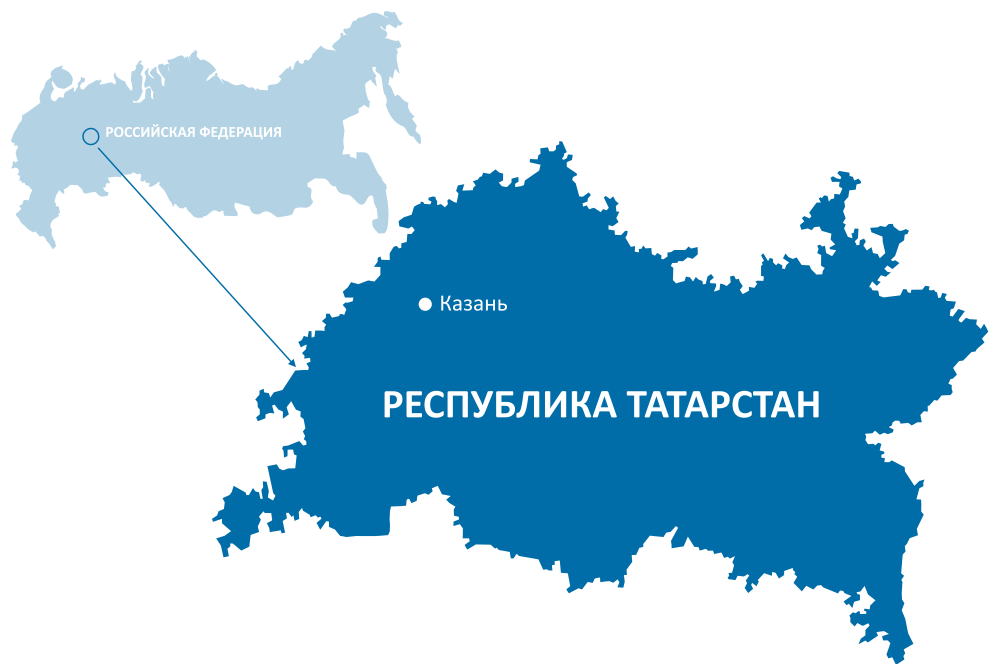 РОССИЙСКАЯ ФЕДЕРАЦИЯ
Казань
РЕСПУБЛИКА ТАТАРСТАН